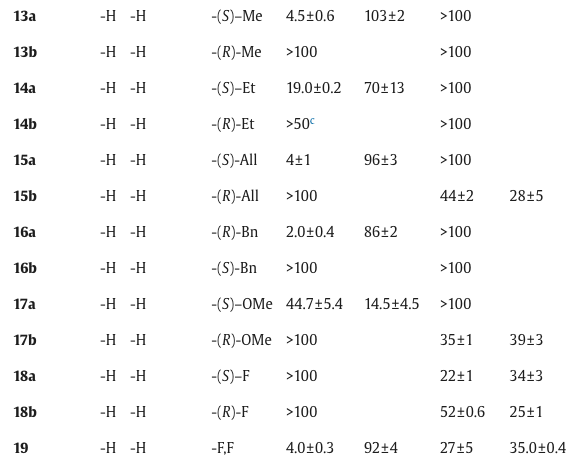 13a -H -H -(S)–Me 4.5±0.6 103±2 >100
13b -H -H -(R)-Me >100 >100
14a -H -H -(S)–Et 19.0±0.2 70±13 >100
14b -H -H -(R)-Et >50c >100
15a -H -H -(S)-All 4±1 96±3 >100
15b -H -H -(R)-All >100 44±2 28±5
16a -H -H -(R)-Bn 2.0±0.4 86±2 >100
16b -H -H -(S)-Bn >100 >100
17a -H -H -(S)–OMe 44.7±5.4 14.5±4.5 >100
17b -H -H -(R)-OMe >100 35±1 39±3
18a -H -H -(S)–F >100 22±1 34±3
18b -H -H -(R)-F >100 52±0.6 25±1
19 -H -H -F,F 4.0±0.3 92±4 27±5 35.0±0.4